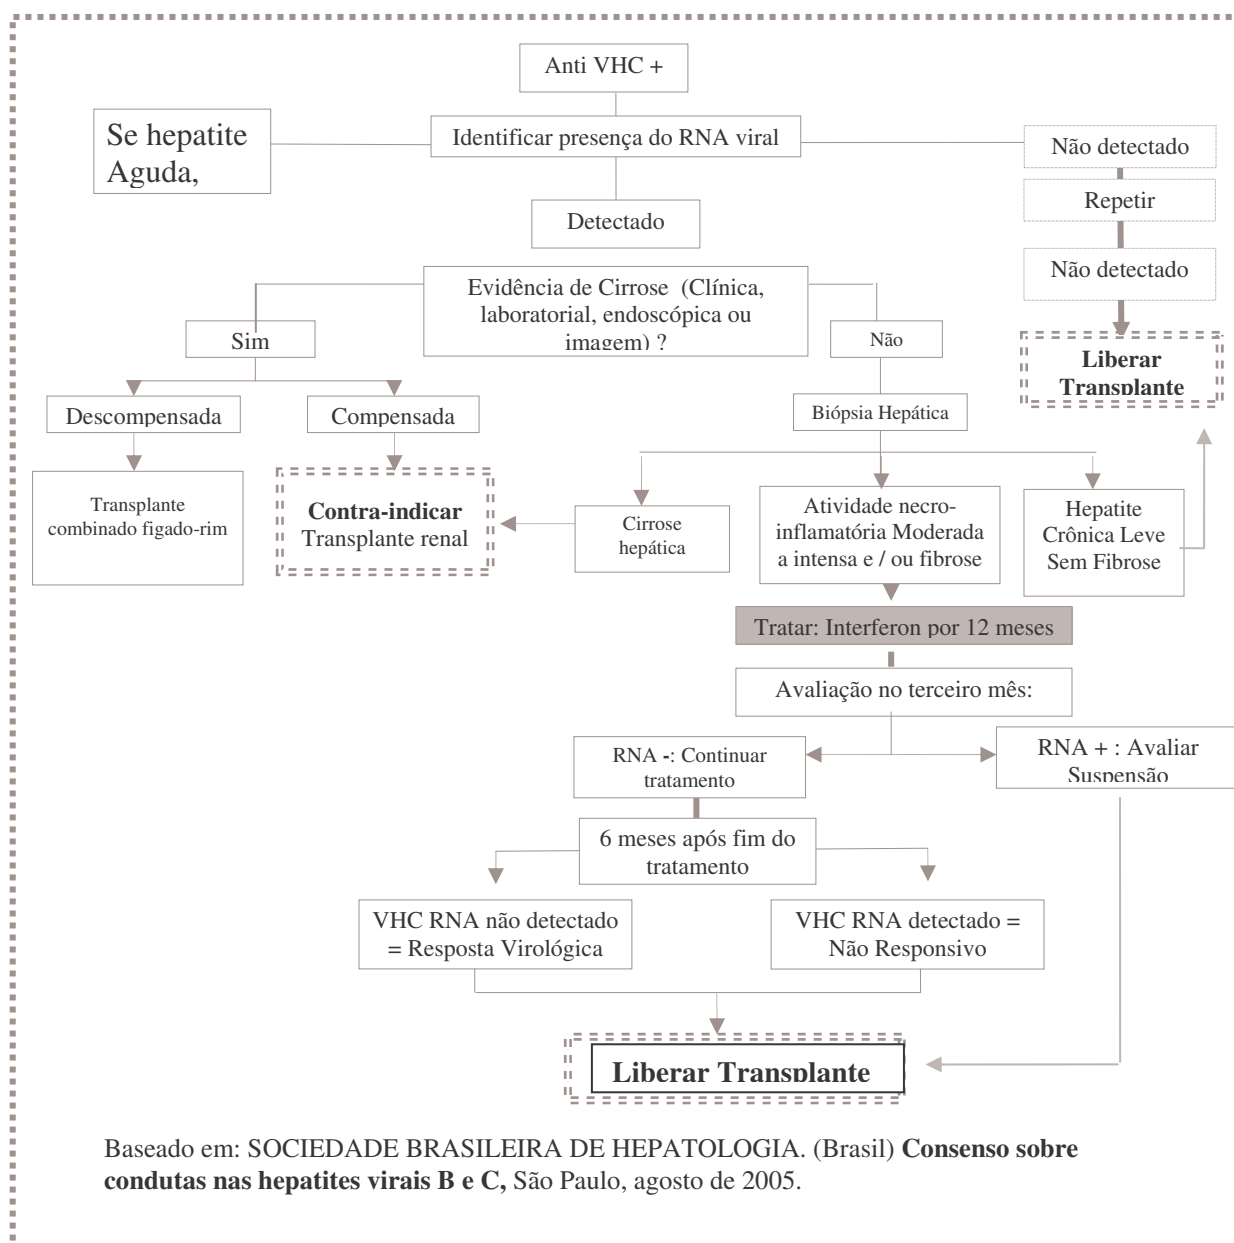 Anti VHC +
Se hepatite
Aguda,
Identificar presença do RNA viral
Não detectado
Repetir
Não detectado
Liberar
Transplante
Detectado
Evidência de Cirrose (Clínica,
laboratorial, endoscópica ou
imagem) ?
Sim
Não
Descompensada
Compensada
Biópsia Hepática
Transplante
combinado figado-rim
Contra-indicar
Transplante renal
Cirrose
hepática
Atividade necro-
inflamatória Moderada
a intensa e / ou fibrose
Hepatite
Crônica Leve
Sem Fibrose
Tratar: Interferon por 12 meses
Avaliação no terceiro mês:
RNA -: Continuar
tratamento
RNA + : Avaliar
Suspensão
6 meses após fim do
tratamento
VHC RNA não detectado
= Resposta Virológica
VHC RNA detectado =
Não Responsivo
Liberar Transplante
Baseado em: SOCIEDADE BRASILEIRA DE HEPATOLOGIA. (Brasil) Consenso sobre
condutas nas hepatites virais B e C, São Paulo, agosto de 2005.